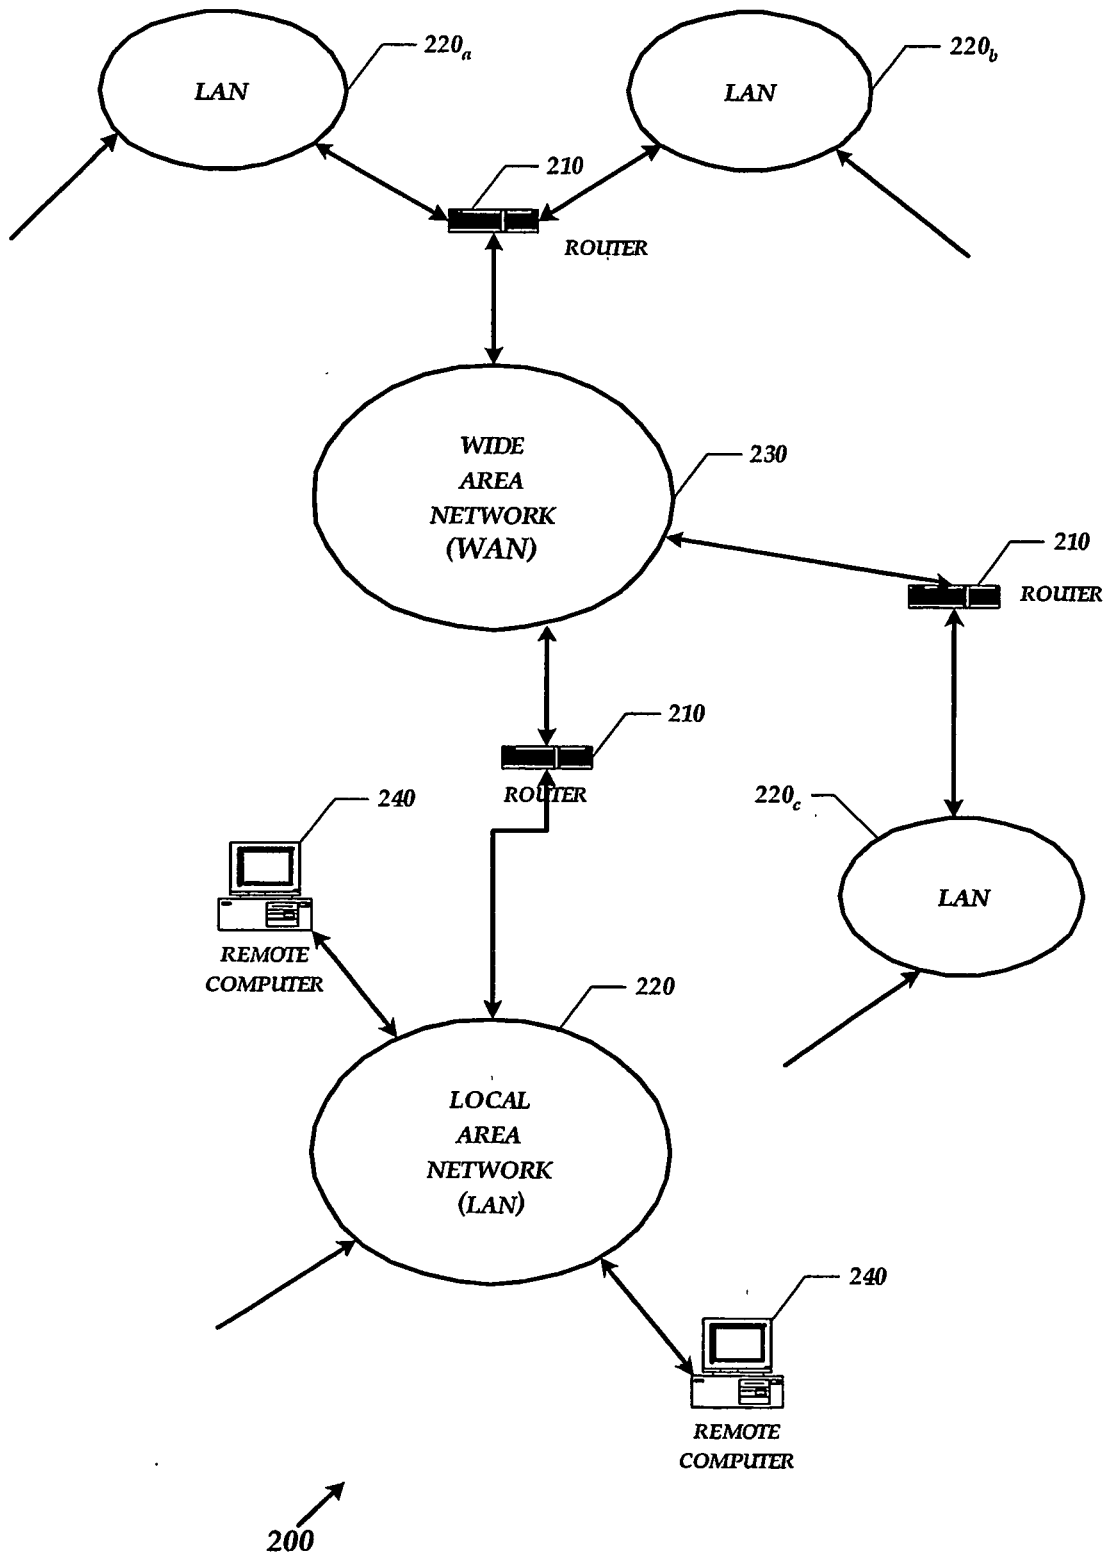 220a
220b
LAN
LAN
210
ROUTER
WIDE
AREA
NETWORK
(WAN)
230
210
ROUTER
210
ROUTER
240
220c
LAN
REMOTE
COMPUTER
220
LOCAL
AREA
NETWORK
(LAN)
240
REMOTE
COMPUTER
200